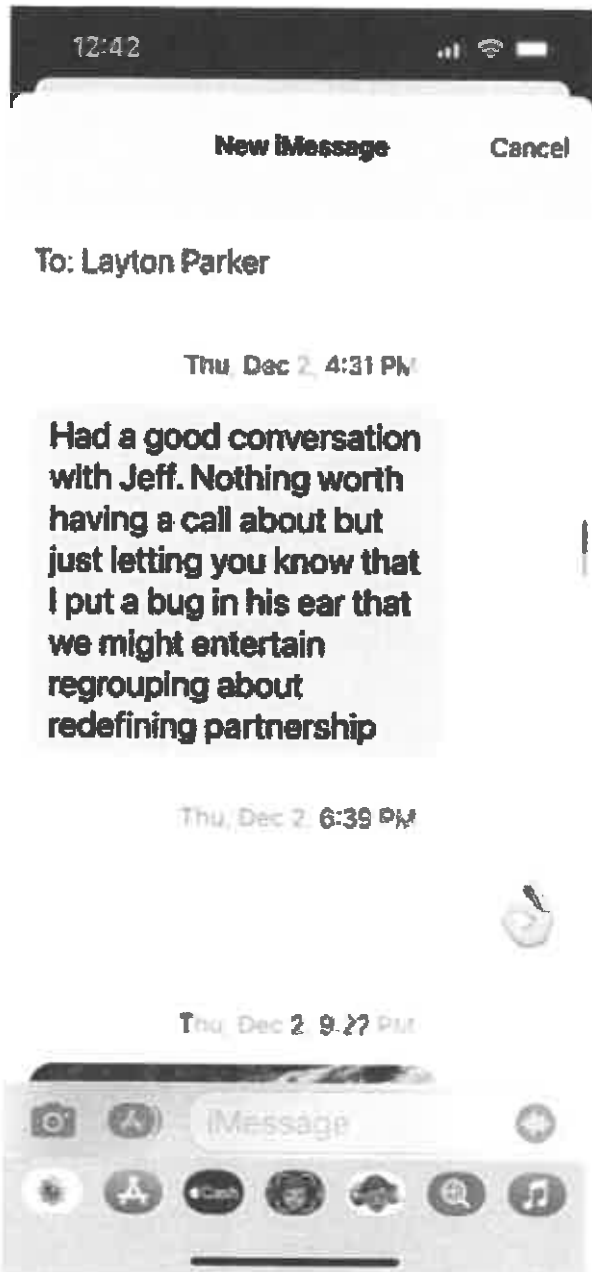 12:42
New iMessage
Cancel
To: Layton Parker
Thu, Dec 2, 4:31 PM
Had a good conversation
with Jeff. Nothing worth
having a call about but
just letting you know that
I put a bug in his ear that
we might entertain
regrouping about
redefining partnership
Thu, Dec 2, 6:39 PM
Thu, Dec 2, 9:27 PM
iMessage
Cash